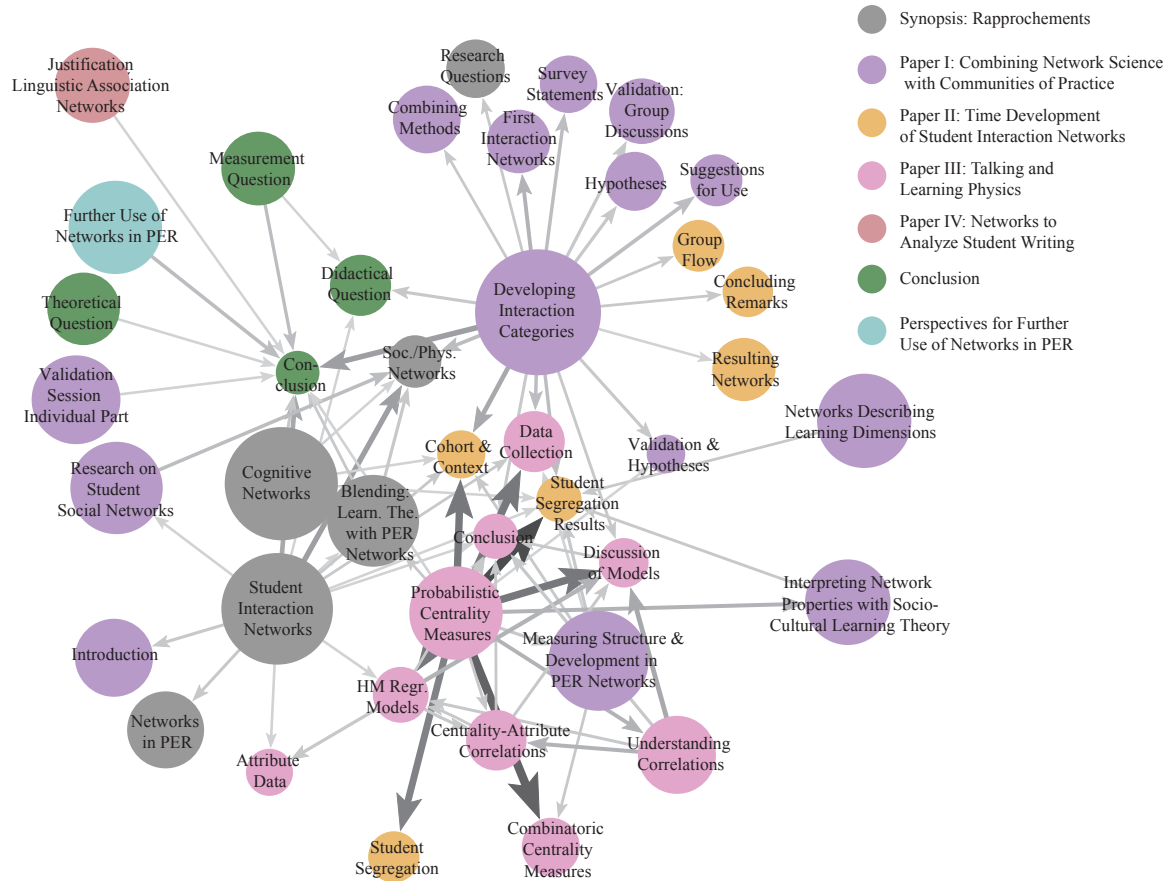 Justification
Linguistic Association
Networks
Research
Questions
Survey
Statements
Combining
Methods
First
Interaction
Networks
Validation:
Group
Discussions
Hypotheses
Suggestions
for Use
Measurement
Question
Further Use of
Networks in PER
Group
Flow
Theoretical
Question
Didactical
Question
Developing
Interaction
Categories
Concluding
Remarks
Con-
clusion
Soc./Phys.
Networks
Resulting
Networks
Validation
Session
Individual Part
Networks Describing
Learning Dimensions
Research on
Student
Social Networks
Cognitive
Networks
Cohort &
Context
Data
Collection
Validation &
Hypotheses
Blending:
Learn. The.
with PER
Networks
Student
Segregation
Results
Conclusion
Discussion
of Models
Student
Interaction
Networks
Probabilistic
Centrality
Measures
Interpreting Network
Properties with Socio-
Cultural Learning Theory
Introduction
Measuring Structure &
Development in
PER Networks
HM Regr.
Models
Networks
in PER
Centrality-Attribute
Correlations
Understanding
Correlations
Attribute
Data
Student
Segregation
Combinatoric
Centrality
Measures
Synopsis: Rapprochements
Paper I: Combining Network Science
with Communities of Practice
Paper II: Time Development
of Student Interaction Networks
Paper III: Talking and
Learning Physics
Paper IV: Networks to
Analyze Student Writing
Conclusion
Perspectives for Further
Use of Networks in PER